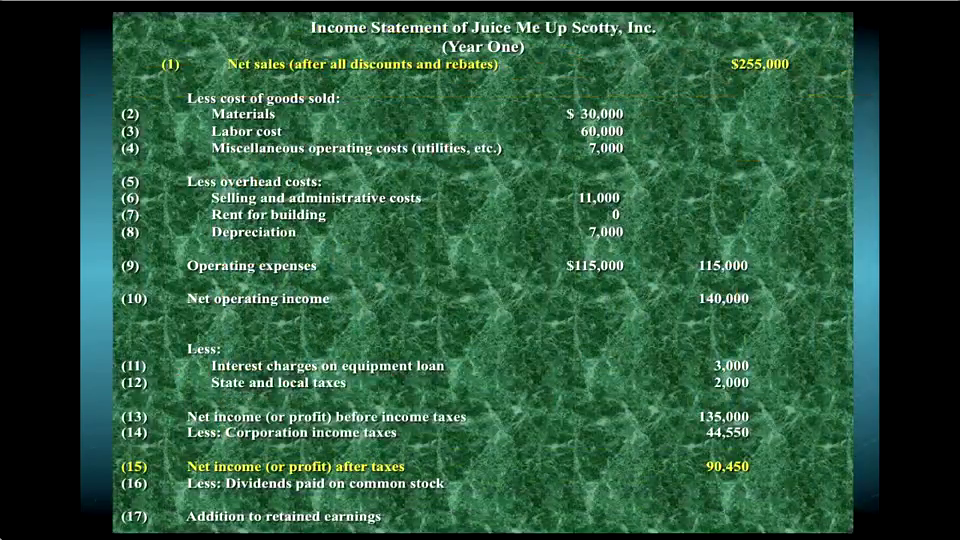 Income Statement of Juice Me Up Scotty, Inc.
(Year One)
(1) Net sales (after all discounts and rebates) $255,000
Less cost of goods sold:
(2) Materials $ 30,000
(3) Labor cost 60,000
(4) Miscellaneous operating costs (utilities, etc.) 7,000
(5) Less overhead costs:
(6) Selling and administrative costs 11,000
(7) Rent for building 0
(8) Depreciation 7,000
(9) Operating expenses $115,000 115,000
(10) Net operating income 140,000
Less:
(11) Interest charges on equipment loan 3,000
(12) State and local taxes 2,000
(13) Net income (or profit) before income taxes 135,000
(14) Less: Corporation income taxes 44,550
(15) Net income (or profit) after taxes 90,450
(16) Less: Dividends paid on common stock
(17) Addition to retained earnings